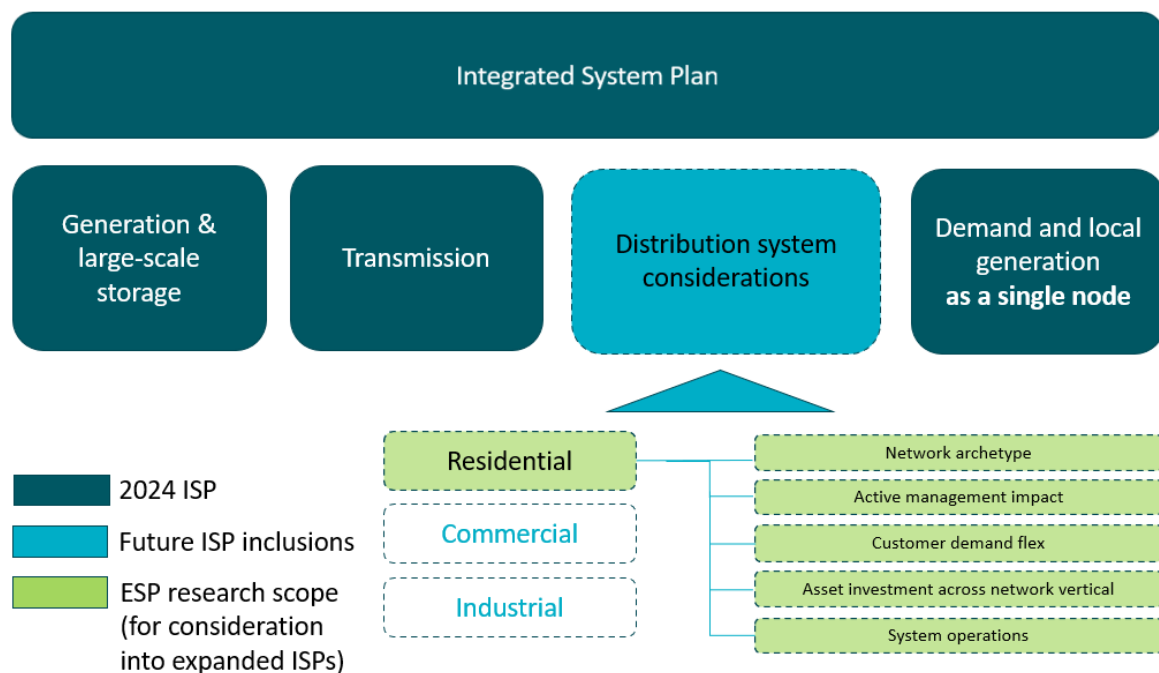 Integrated System Plan
Generation &
large-scale
storage
Transmission
Distribution system
considerations
Demand and local
generation
as a single node
Residential
Commercial
Industrial
Network archetype
Active management impact
Customer demand flex
Asset investment across network vertical
System operations
2024 ISP
Future ISP inclusions
ESP research scope
(for consideration
into expanded ISPs)